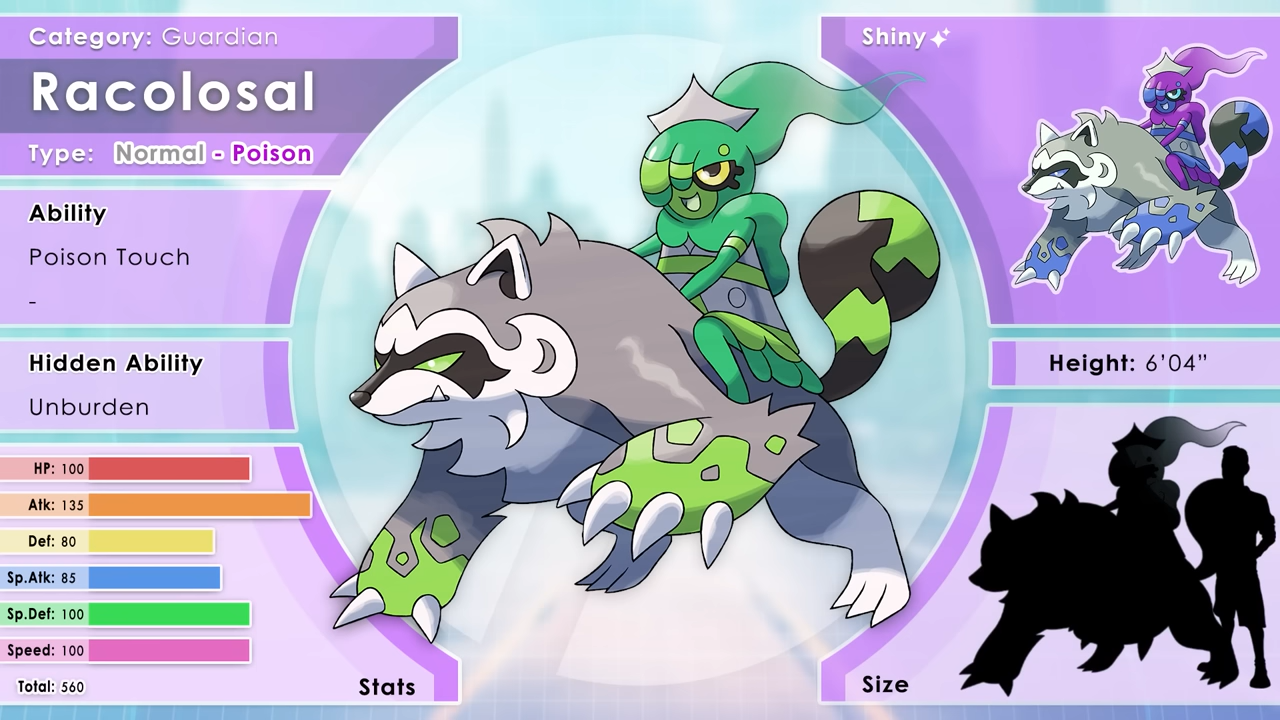 Category: Guardian
Racolosal
Type: Normal - Poison
Ability
Poison Touch
-
Hidden Ability
Unburden
HP: 100
Atk: 135
Def: 80
Sp.Atk: 85
Sp.Def: 100
Speed: 100
Total: 560
Stats
Shiny
Height: 6’04”
Size